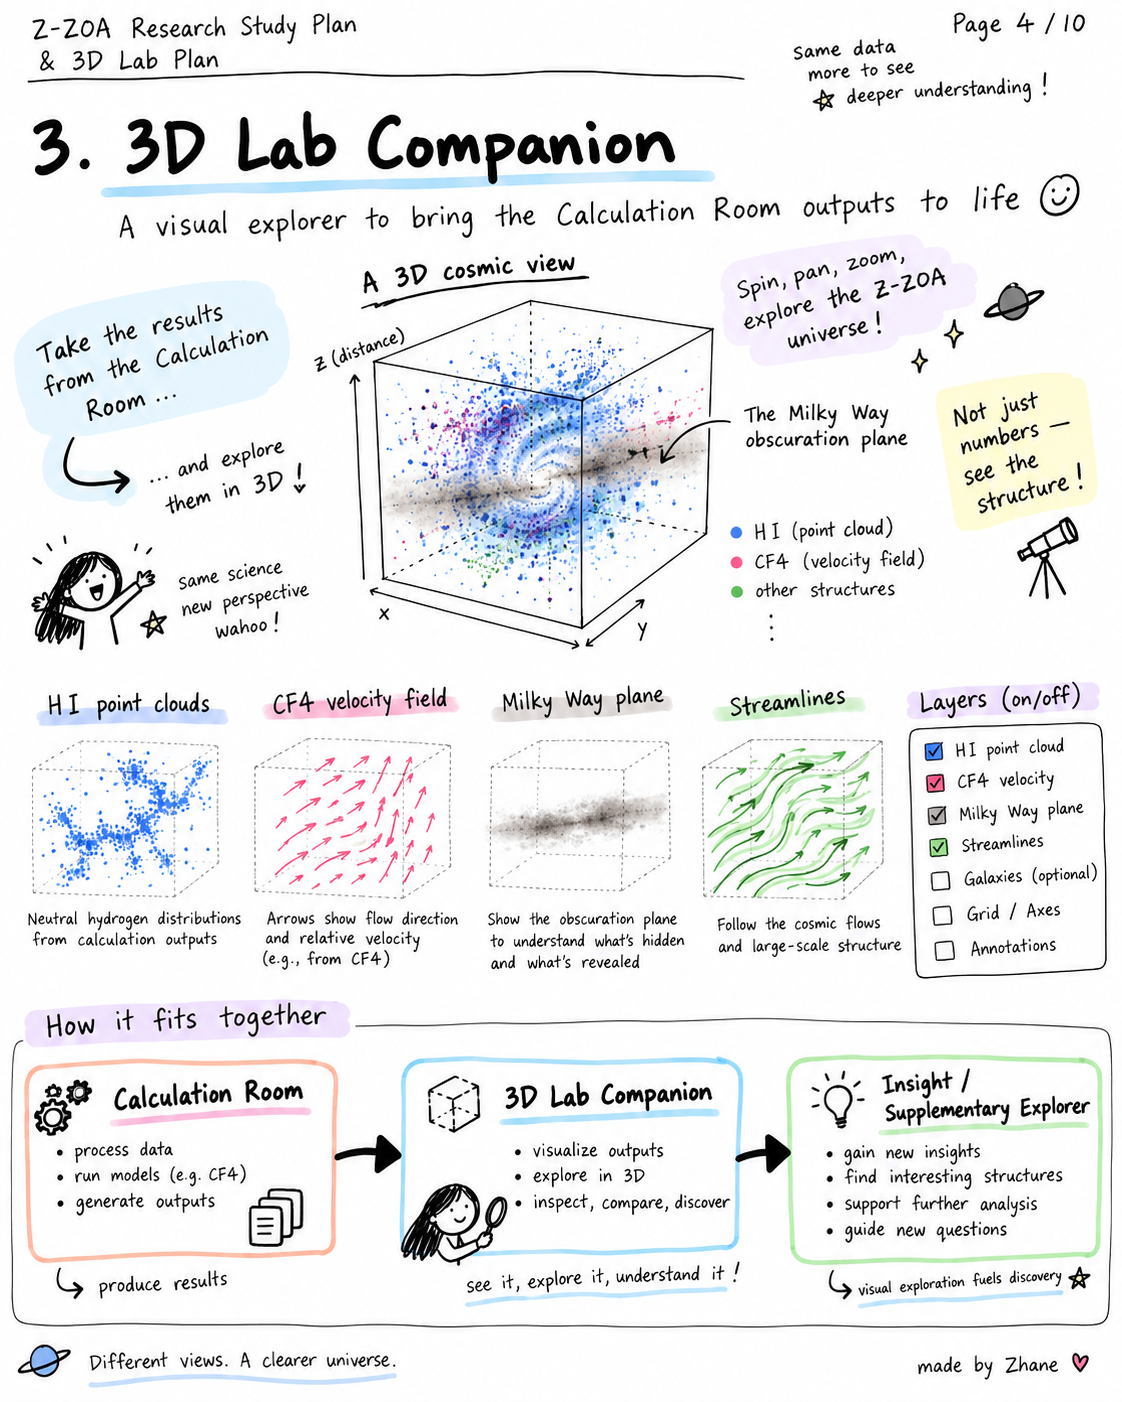 Z-ZOA Research Study Plan
& 3D Lab Plan
Page 4 / 10
same data
more to see
deeper understanding !
3. 3D Lab Companion
A visual explorer to bring the Calculation Room outputs to life
Take the results
from the Calculation
Room ...
... and explore
them in 3D !
same science
new perspective
wahoo !
A 3D cosmic view
Z (distance)
x
y
Spin, pan, zoom,
explore the Z-ZOA
universe !
The Milky Way
obscuration plane
Not just
numbers —
see the
structure !
H I (point cloud)
CF4 (velocity field)
other structures
⋮
H I point clouds
Neutral hydrogen distributions
from calculation outputs
CF4 velocity field
Arrows show flow direction
and relative velocity
(e.g., from CF4)
Milky Way plane
Show the obscuration plane
to understand what's hidden
and what's revealed
Streamlines
Follow the cosmic flows
and large-scale structure
Layers (on/off)
H I point cloud
CF4 velocity
Milky Way plane
Streamlines
Galaxies (optional)
Grid / Axes
Annotations
How it fits together
Calculation Room
• process data
• run models (e.g. CF4)
• generate outputs
produce results
3D Lab Companion
• visualize outputs
• explore in 3D
• inspect, compare, discover
see it, explore it, understand it !
Insight /
Supplementary Explorer
• gain new insights
• find interesting structures
• support further analysis
• guide new questions
visual exploration fuels discovery
Different views. A clearer universe.
made by Zhane